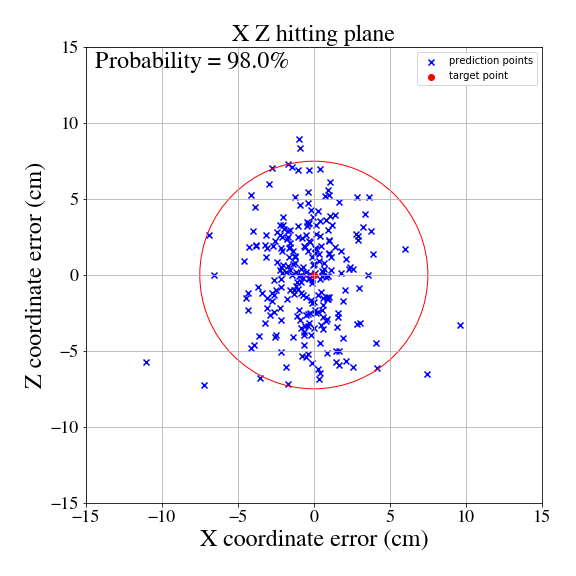 X Z hitting plane
Probability = 98.0%
prediction points
target point
15
10
5
0
−5
−10
−15
Z coordinate error (cm)
−15 −10 −5 0 5 10 15
X coordinate error (cm)